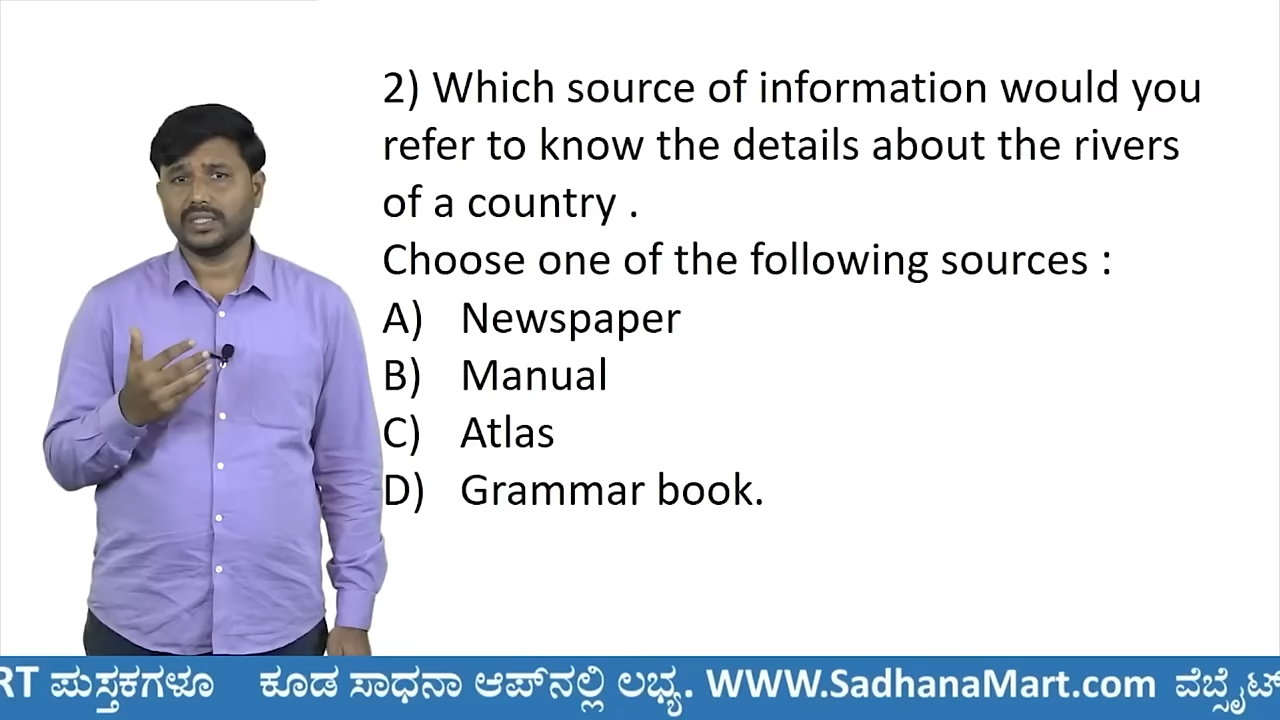 2) Which source of information would you
refer to know the details about the rivers
of a country .
Choose one of the following sources :
A) Newspaper
B) Manual
C) Atlas
D) Grammar book.
RT ಪುಸ್ತಕಗಳೂ ಕೂಡ ಸಾಧನಾ ಆಪ್‌ನಲ್ಲಿ ಲಭ್ಯ. WWW.SadhanaMart.com ವೆಬ್ಸೈಟ್